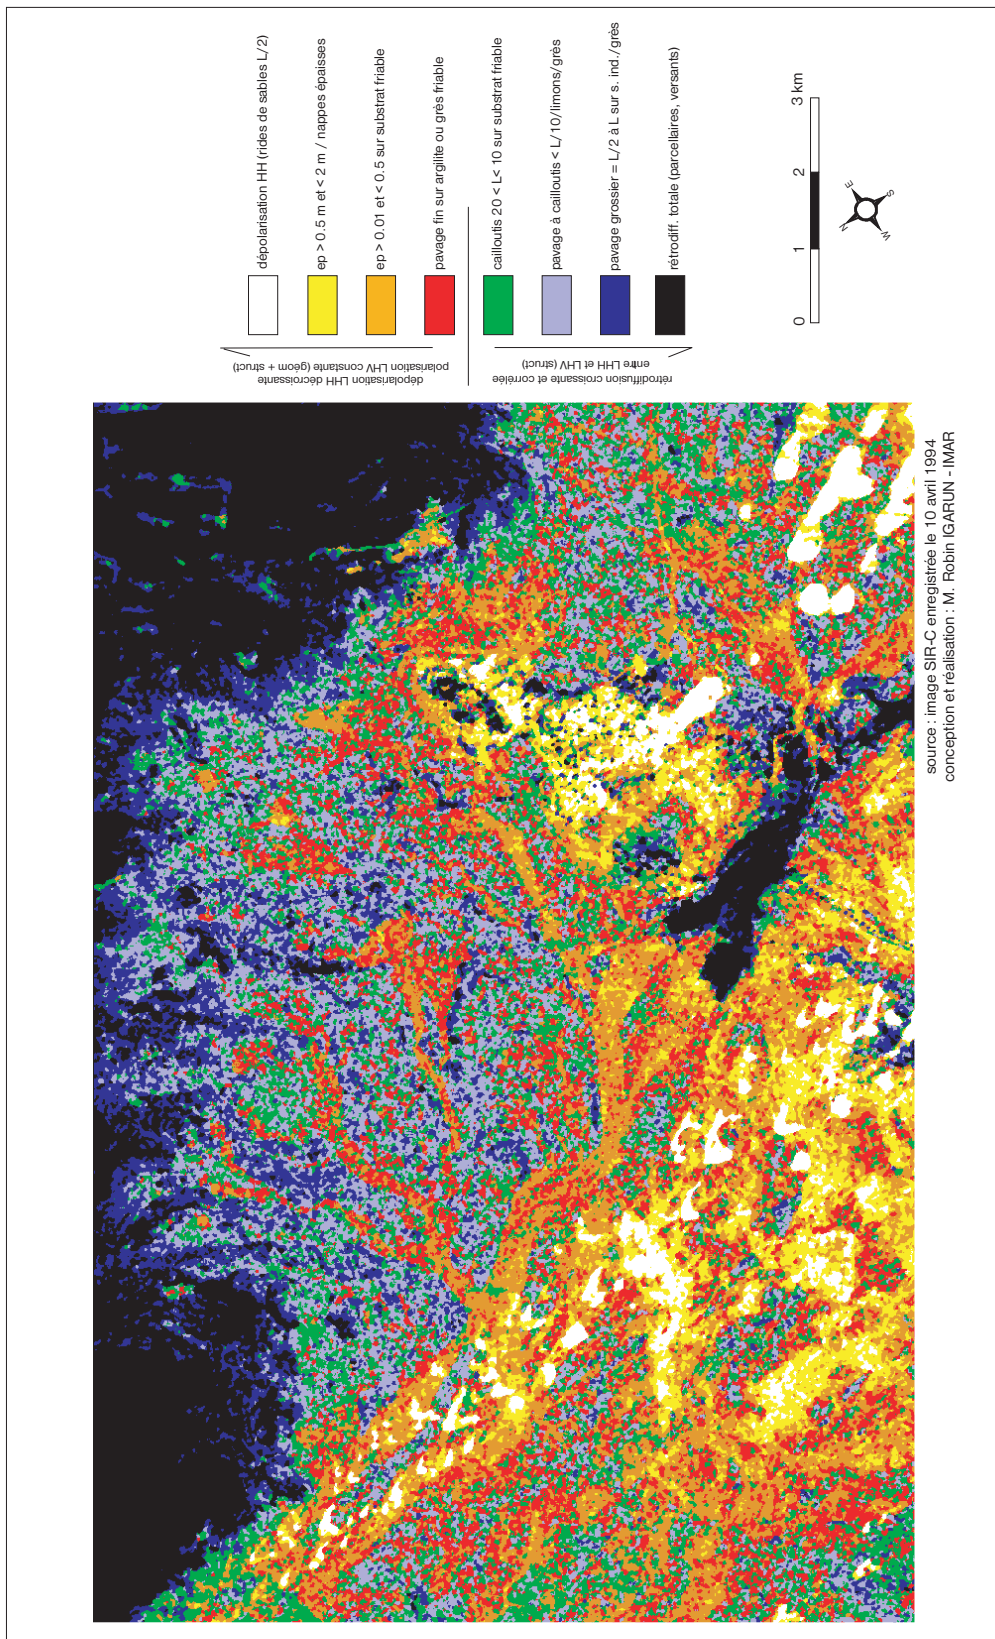 dépolarisation HH (rides de sables L/2)
ep > 0.5 m et < 2 m / nappes épaisses
ep > 0.01 et < 0.5 sur substrat friable
pavage fin sur argilite ou grès friable
cailloutis 20 < L< 10 sur substrat friable
pavage à cailloutis < L/10/limons/grès
pavage grossier = L/2 à L sur s. ind./grès
rétrodiff. totale (parcellaires, versants)
dépolarisation LHH décroissante
polarisation LHV constante (géom + struct)
rétrodiffusion croissante et corrélée
entre LHH et LHV (struct)
0 1 2 3 km
N
E
S
W
source : image SIR-C enregistrée le 10 avril 1994
conception et réalisation : M. Robin IGARUN - IMAR